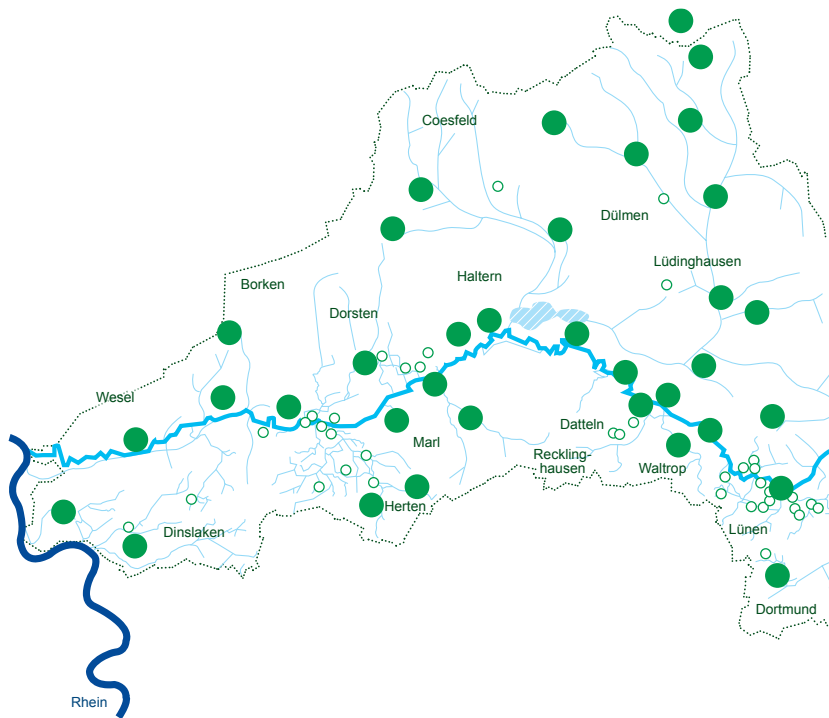 Coesfeld
Dülmen
Lüdinghausen
Haltern
Borken
Dorsten
Wesel
Datteln
Marl
Reckling-
hausen
Waltrop
Herten
Dinslaken
Lünen
Dortmund
Rhein